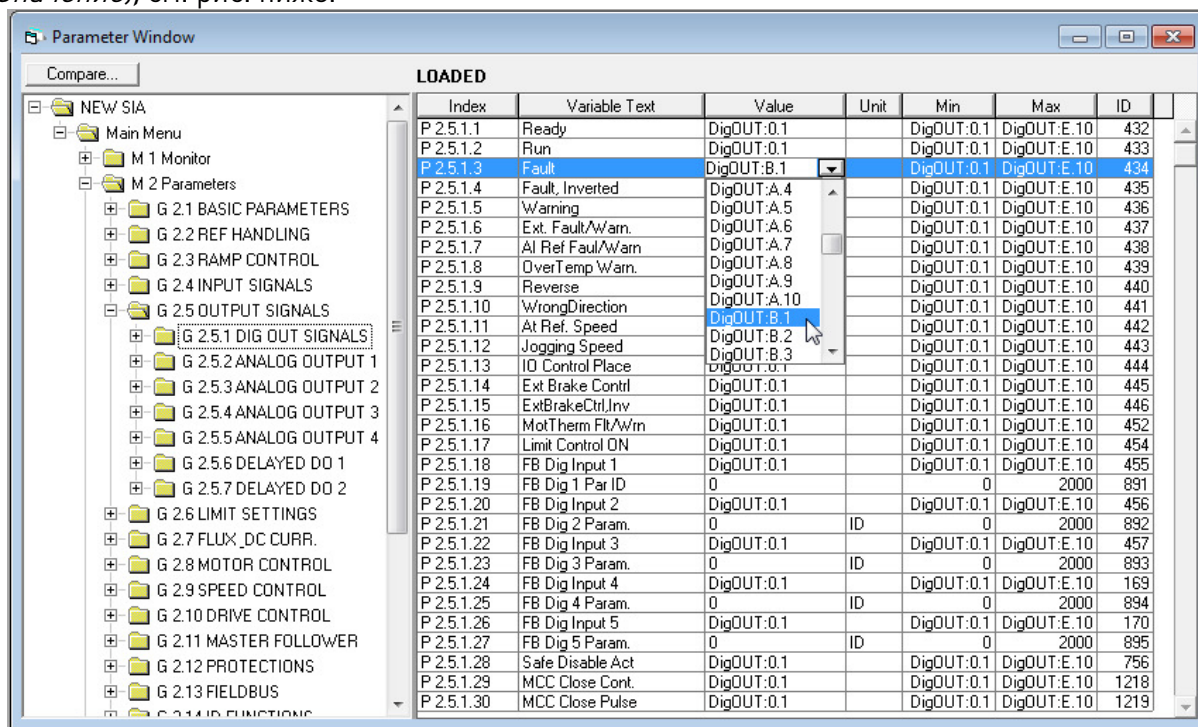 см. рис. ниже.
Parameter Window
Compare...
LOADED
NEW SIA
Main Menu
M 1 Monitor
M 2 Parameters
G 2.1 BASIC PARAMETERS
G 2.2 REF HANDLING
G 2.3 RAMP CONTROL
G 2.4 INPUT SIGNALS
G 2.5 OUTPUT SIGNALS
G 2.5.1 DIG OUT SIGNALS
G 2.5.2 ANALOG OUTPUT 1
G 2.5.3 ANALOG OUTPUT 2
G 2.5.4 ANALOG OUTPUT 3
G 2.5.5 ANALOG OUTPUT 4
G 2.5.6 DELAYED DO 1
G 2.5.7 DELAYED DO 2
G 2.6 LIMIT SETTINGS
G 2.7 FLUX_DC CURR.
G 2.8 MOTOR CONTROL
G 2.9 SPEED CONTROL
G 2.10 DRIVE CONTROL
G 2.11 MASTER FOLLOWER
G 2.12 PROTECTIONS
G 2.13 FIELDBUS
G 2.14 ID FUNCTIONS
Index Variable Text Value Unit Min Max ID
P 2.5.1.1 Ready DigOUT:0.1 DigOUT:0.1 DigOUT:E.10 432
P 2.5.1.2 Run DigOUT:0.1 DigOUT:0.1 DigOUT:E.10 433
P 2.5.1.3 Fault DigOUT:B.1 DigOUT:0.1 DigOUT:E.10 434
P 2.5.1.4 Fault, Inverted DigOUT:A.4 DigOUT:0.1 DigOUT:E.10 435
P 2.5.1.5 Warning DigOUT:A.5 DigOUT:0.1 DigOUT:E.10 436
P 2.5.1.6 Ext. Fault/Warn. DigOUT:A.6 DigOUT:0.1 DigOUT:E.10 437
P 2.5.1.7 AI Ref Faul/Warn DigOUT:A.7 DigOUT:0.1 DigOUT:E.10 438
P 2.5.1.8 OverTemp Warn. DigOUT:A.8 DigOUT:0.1 DigOUT:E.10 439
P 2.5.1.9 Reverse DigOUT:A.9 DigOUT:0.1 DigOUT:E.10 440
P 2.5.1.10 WrongDirection DigOUT:A.10 DigOUT:0.1 DigOUT:E.10 441
P 2.5.1.11 At Ref. Speed DigOUT:B.1 DigOUT:0.1 DigOUT:E.10 442
P 2.5.1.12 Jogging Speed DigOUT:B.2 DigOUT:0.1 DigOUT:E.10 443
DigOUT:B.3
P 2.5.1.13 IO Control Place DigOUT:0.1 DigOUT:0.1 DigOUT:E.10 444
P 2.5.1.14 Ext Brake Contrl DigOUT:0.1 DigOUT:0.1 DigOUT:E.10 445
P 2.5.1.15 ExtBrakeCtrl,Inv DigOUT:0.1 DigOUT:0.1 DigOUT:E.10 446
P 2.5.1.16 MotTherm Flt/Wrn DigOUT:0.1 DigOUT:0.1 DigOUT:E.10 452
P 2.5.1.17 Limit Control ON DigOUT:0.1 DigOUT:0.1 DigOUT:E.10 454
P 2.5.1.18 FB Dig Input 1 DigOUT:0.1 DigOUT:0.1 DigOUT:E.10 455
P 2.5.1.19 FB Dig 1 Par ID 0 0 2000 891
P 2.5.1.20 FB Dig Input 2 DigOUT:0.1 DigOUT:0.1 DigOUT:E.10 456
P 2.5.1.21 FB Dig 2 Param. 0 ID 0 2000 892
P 2.5.1.22 FB Dig Input 3 DigOUT:0.1 DigOUT:0.1 DigOUT:E.10 457
P 2.5.1.23 FB Dig 3 Param. 0 ID 0 2000 893
P 2.5.1.24 FB Dig Input 4 DigOUT:0.1 DigOUT:0.1 DigOUT:E.10 169
P 2.5.1.25 FB Dig 4 Param. 0 ID 0 2000 894
P 2.5.1.26 FB Dig Input 5 DigOUT:0.1 DigOUT:0.1 DigOUT:E.10 170
P 2.5.1.27 FB Dig 5 Param. 0 ID 0 2000 895
P 2.5.1.28 Safe Disable Act DigOUT:0.1 DigOUT:0.1 DigOUT:E.10 756
P 2.5.1.29 MCC Close Cont. DigOUT:0.1 DigOUT:0.1 DigOUT:E.10 1218
P 2.5.1.30 MCC Close Pulse DigOUT:0.1 DigOUT:0.1 DigOUT:E.10 1219